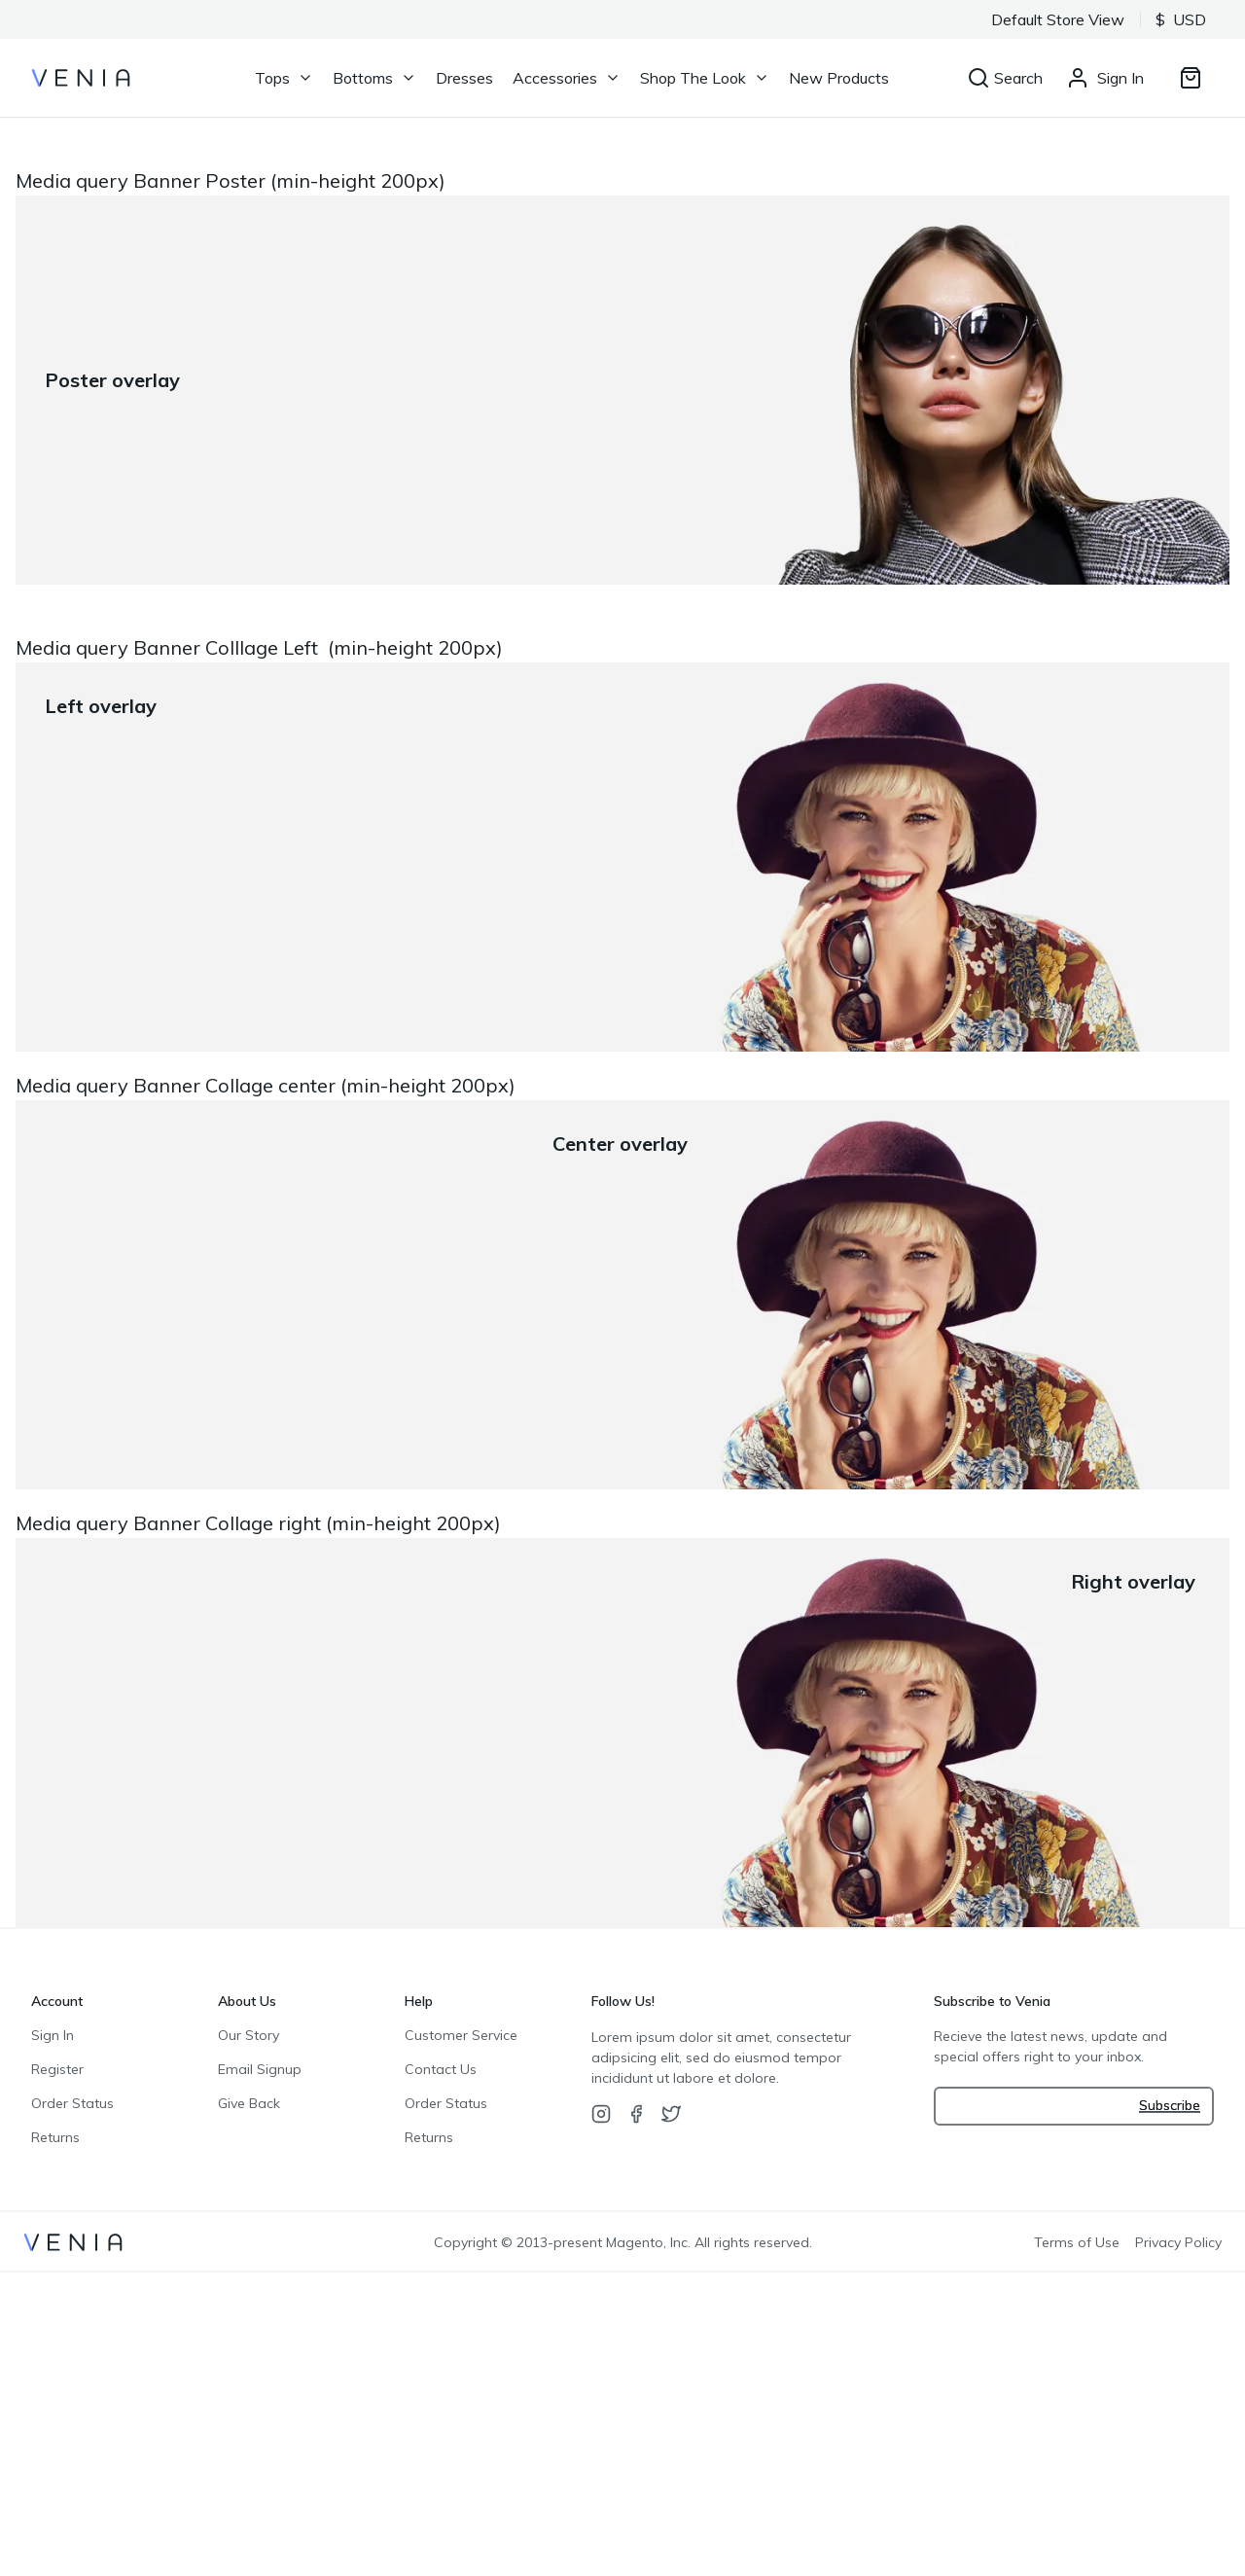 Default Store View $ USD
VENIA Tops Bottoms Dresses Accessories Shop The Look New Products Search Sign In
Media query Banner Poster (min-height 200px)
Poster overlay
Media query Banner Colllage Left  (min-height 200px)
Left overlay
Media query Banner Collage center (min-height 200px)
Center overlay
Media query Banner Collage right (min-height 200px)
Right overlay
Account
Sign In
Register
Order Status
Returns
About Us
Our Story
Email Signup
Give Back
Help
Customer Service
Contact Us
Order Status
Returns
Follow Us!
Lorem ipsum dolor sit amet, consectetur
adipsicing elit, sed do eiusmod tempor
incididunt ut labore et dolore.
Subscribe to Venia
Recieve the latest news, update and
special offers right to your inbox.
Subscribe
VENIA Copyright © 2013-present Magento, Inc. All rights reserved. Terms of Use Privacy Policy